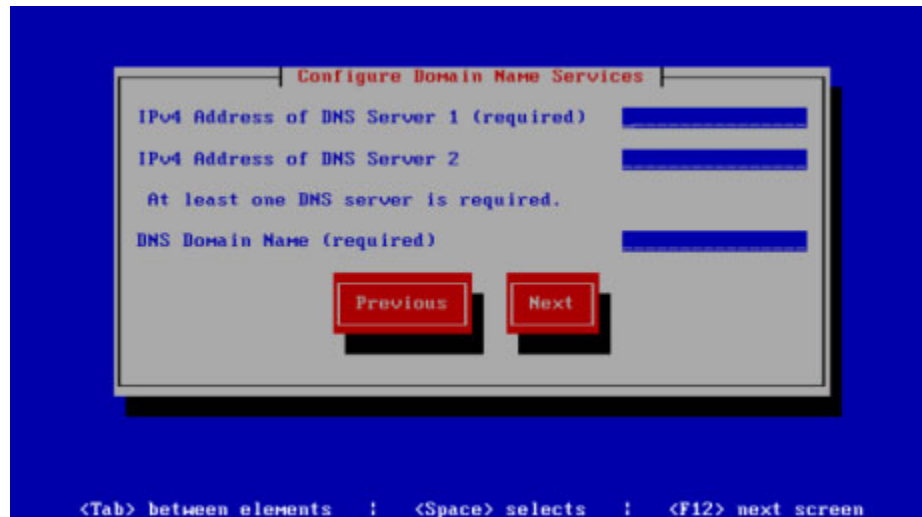 Configure Domain Name Services
IPv4 Address of DNS Server 1 (required)
IPv4 Address of DNS Server 2
At least one DNS server is required.
DNS Domain Name (required)
Previous Next
<Tab> between elements | <Space> selects | <F12> next screen